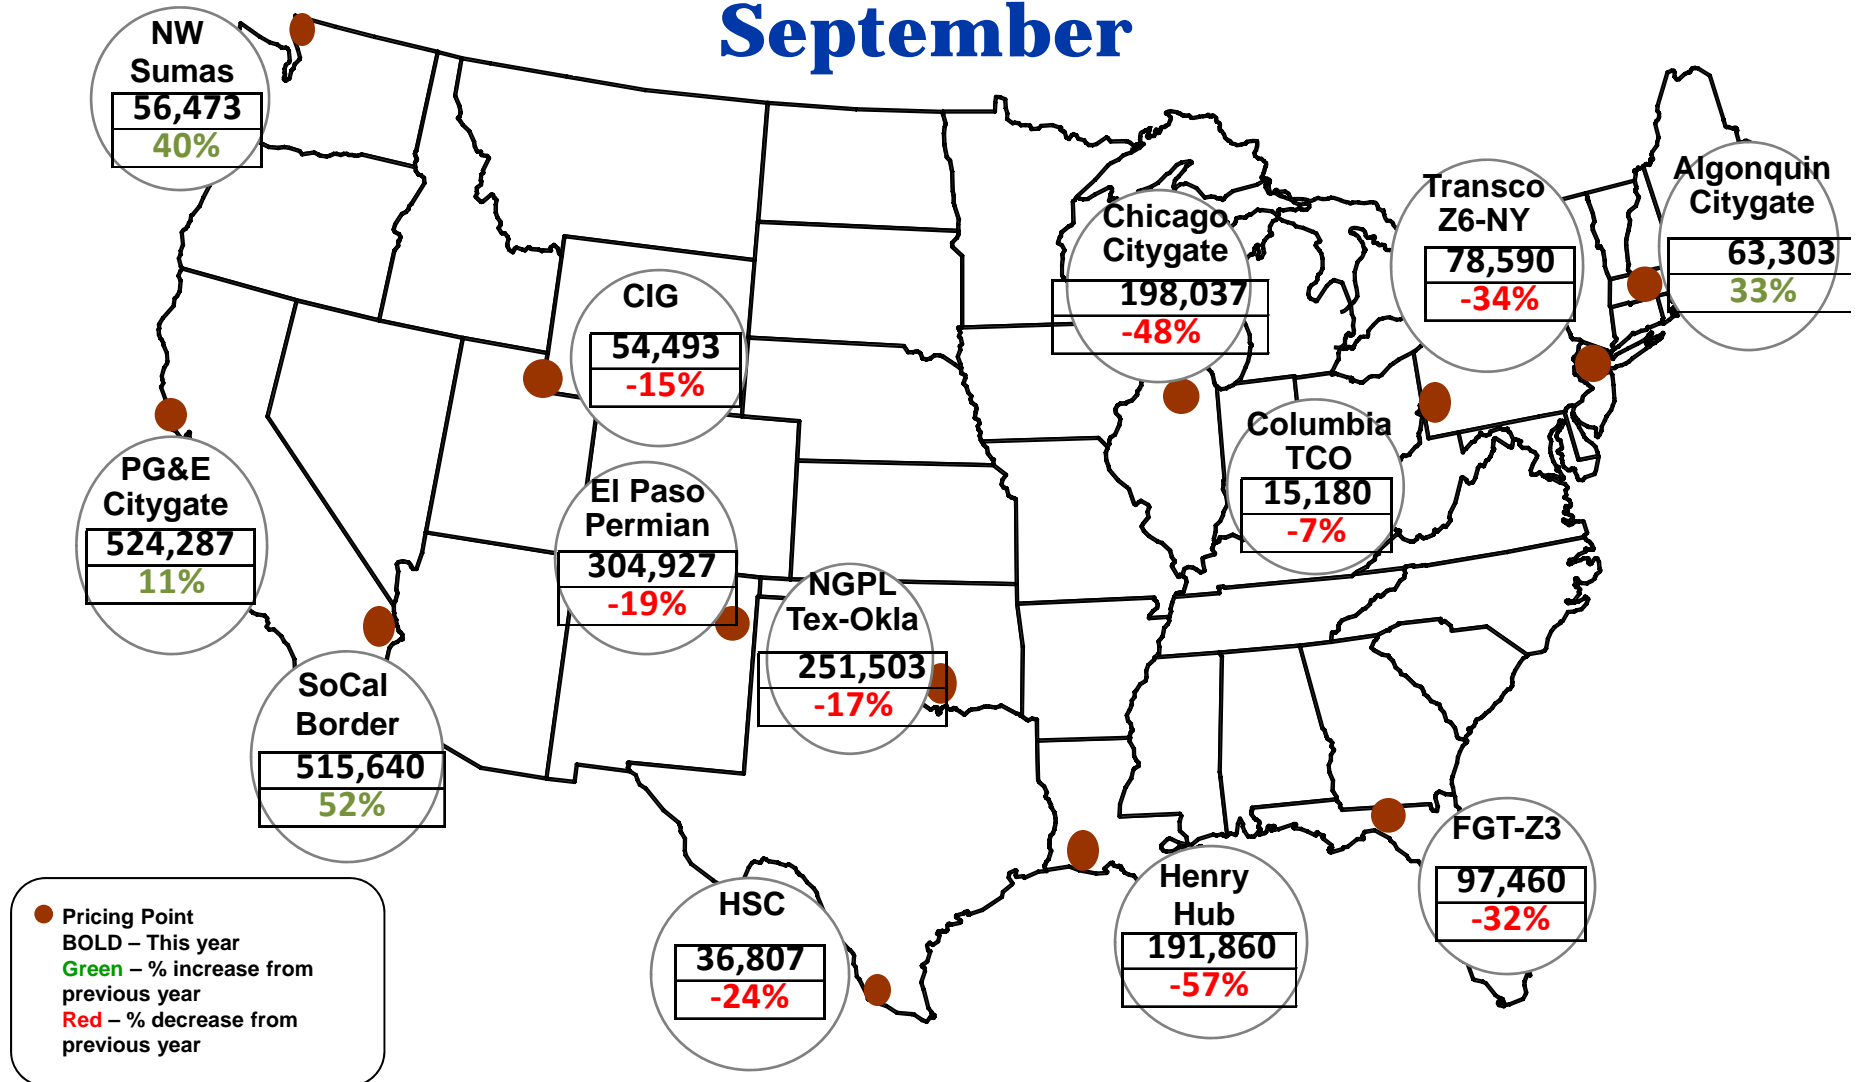 September
NW
Sumas
56,473
40%
Algonquin
Citygate
63,303
33%
Transco
Z6-NY
78,590
-34%
Chicago
Citygate
198,037
-48%
CIG
54,493
-15%
Columbia
TCO
15,180
-7%
PG&E
Citygate
524,287
11%
El Paso
Permian
304,927
-19%
NGPL
Tex-Okla
251,503
-17%
SoCal
Border
515,640
52%
FGT-Z3
97,460
-32%
Henry
Hub
191,860
-57%
HSC
36,807
-24%
Pricing Point
BOLD – This year
Green – % increase from
previous year
Red – % decrease from
previous year